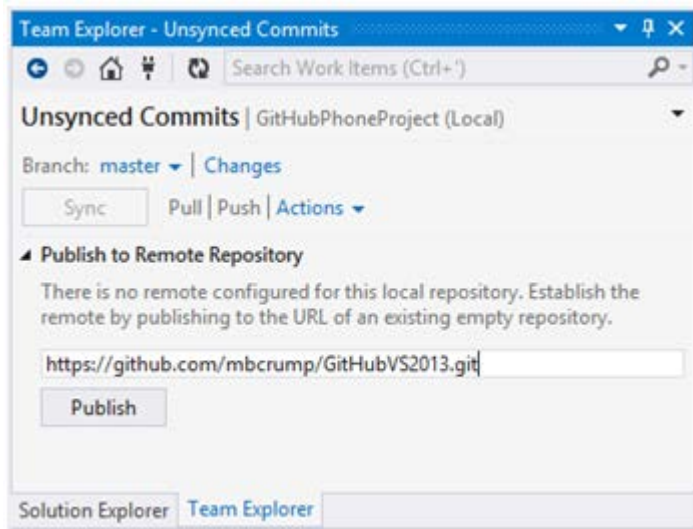 Team Explorer - Unsynced Commits
Search Work Items (Ctrl+')
Unsynced Commits | GitHubPhoneProject (Local)
Branch: master | Changes
Sync Pull | Push | Actions
Publish to Remote Repository
There is no remote configured for this local repository. Establish the
remote by publishing to the URL of an existing empty repository.
https://github.com/mbcrump/GitHubVS2013.git
Publish
Solution Explorer Team Explorer